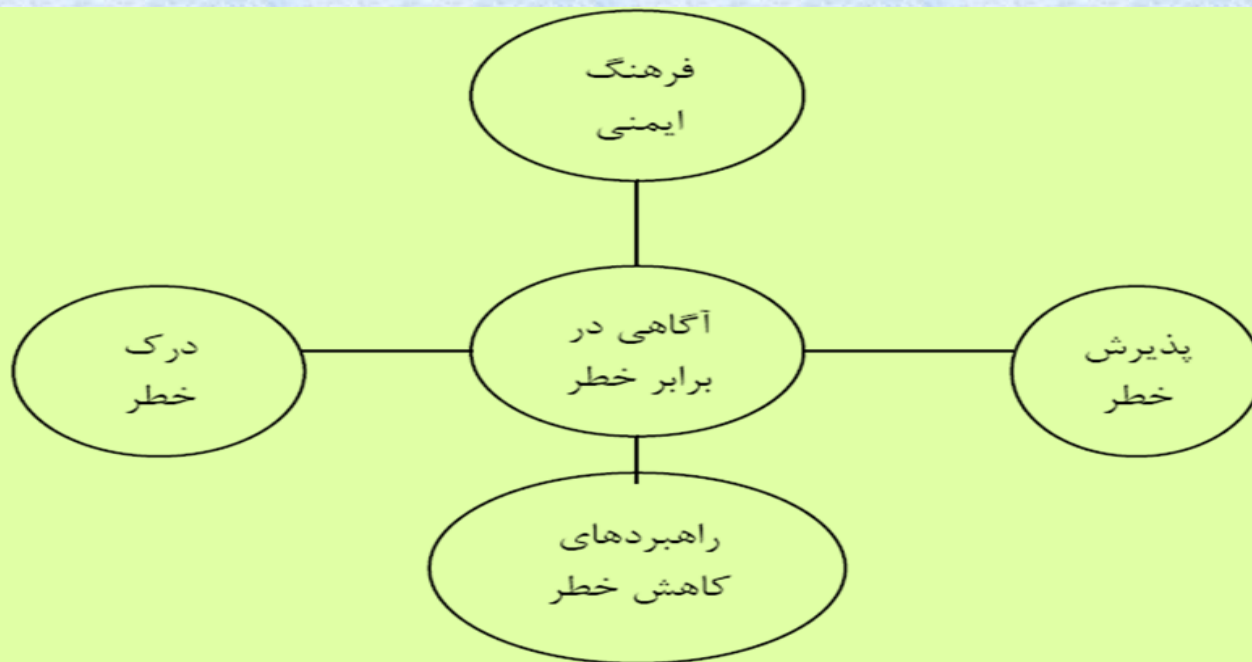 فرهنگ
ایمنی
آگاهی در
برابر خطر
پذیرش
خطر
درک
خطر
راهبردهای
کاهش خطر